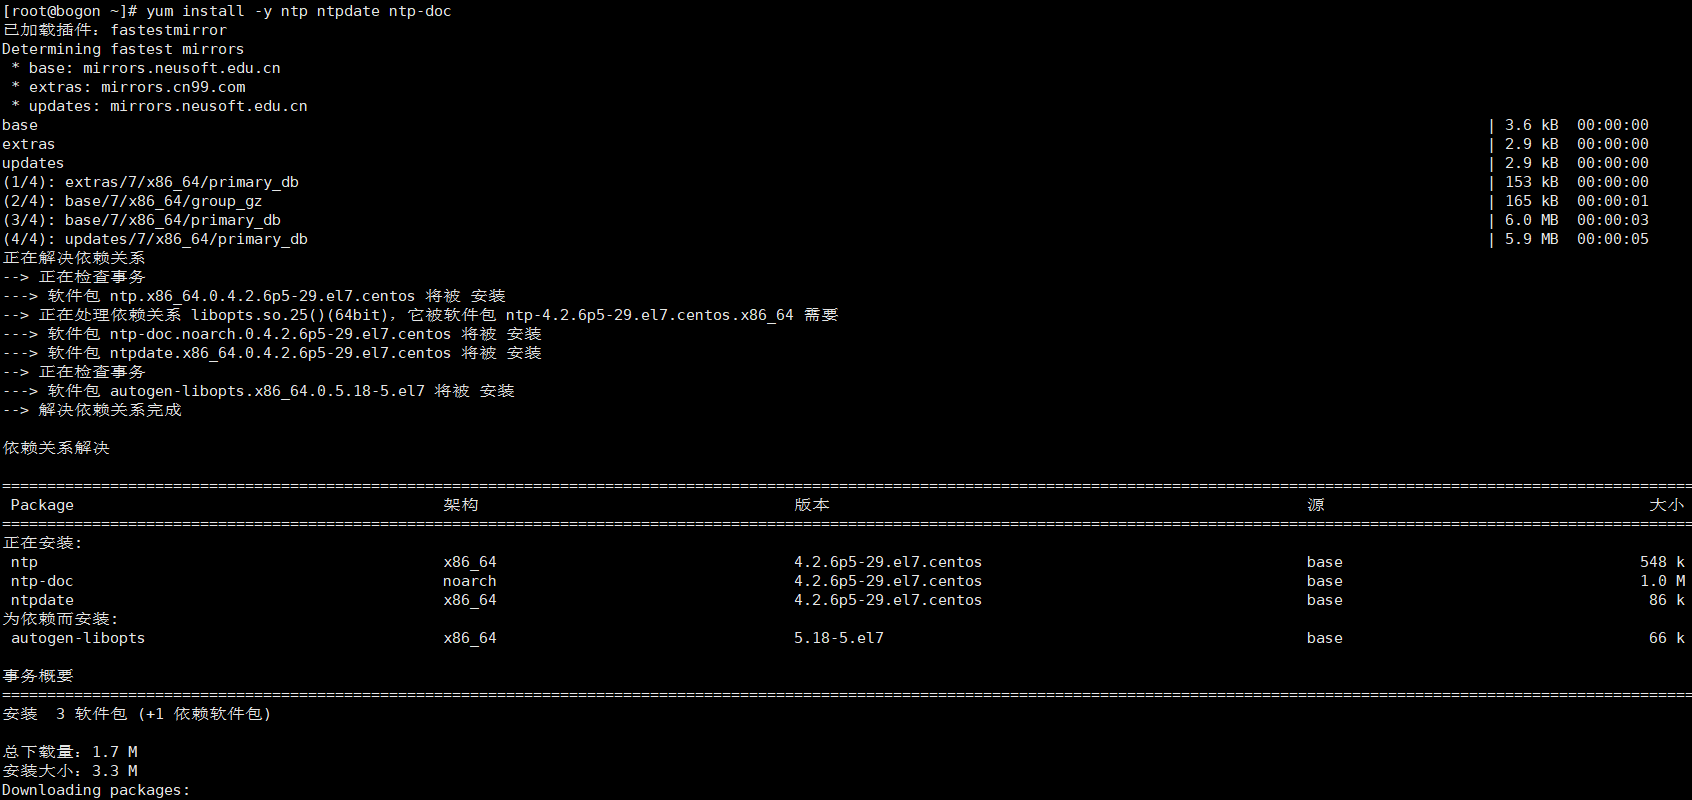 [root@bogon ~]# yum install -y ntp ntpdate ntp-doc
已加载插件：fastestmirror
Determining fastest mirrors
 * base: mirrors.neusoft.edu.cn
 * extras: mirrors.cn99.com
 * updates: mirrors.neusoft.edu.cn
base | 3.6 kB 00:00:00
extras | 2.9 kB 00:00:00
updates | 2.9 kB 00:00:00
(1/4): extras/7/x86_64/primary_db | 153 kB 00:00:00
(2/4): base/7/x86_64/group_gz | 165 kB 00:00:01
(3/4): base/7/x86_64/primary_db | 6.0 MB 00:00:03
(4/4): updates/7/x86_64/primary_db | 5.9 MB 00:00:05
正在解决依赖关系
--> 正在检查事务
---> 软件包 ntp.x86_64.0.4.2.6p5-29.el7.centos 将被 安装
--> 正在处理依赖关系 libopts.so.25()(64bit)，它被软件包 ntp-4.2.6p5-29.el7.centos.x86_64 需要
---> 软件包 ntp-doc.noarch.0.4.2.6p5-29.el7.centos 将被 安装
---> 软件包 ntpdate.x86_64.0.4.2.6p5-29.el7.centos 将被 安装
--> 正在检查事务
---> 软件包 autogen-libopts.x86_64.0.5.18-5.el7 将被 安装
--> 解决依赖关系完成
依赖关系解决
Package 架构 版本 源 大小
正在安装:
ntp x86_64 4.2.6p5-29.el7.centos base 548 k
ntp-doc noarch 4.2.6p5-29.el7.centos base 1.0 M
ntpdate x86_64 4.2.6p5-29.el7.centos base 86 k
为依赖而安装:
autogen-libopts x86_64 5.18-5.el7 base 66 k
事务概要
安装  3 软件包 (+1 依赖软件包)
总下载量：1.7 M
安装大小：3.3 M
Downloading packages: